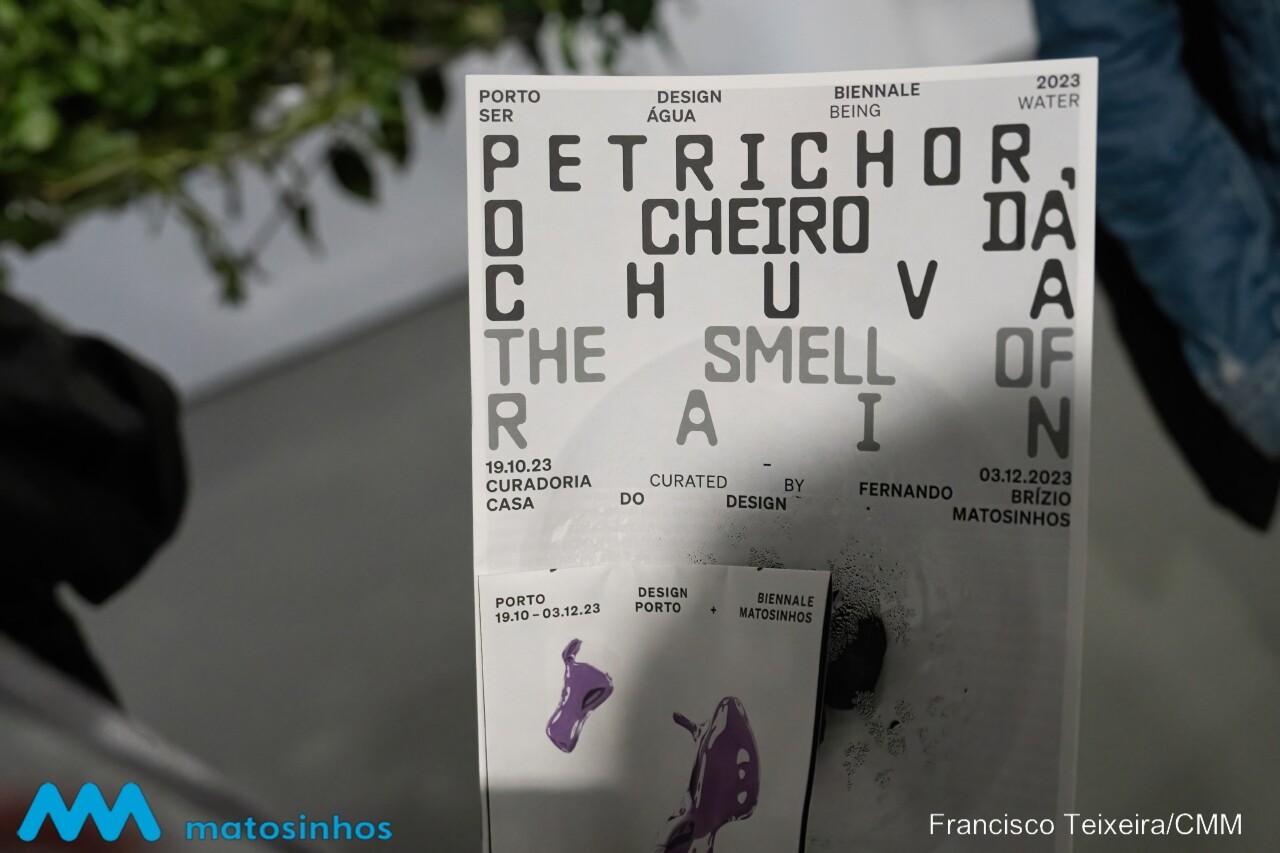 PORTO DESIGN BIENNALE 2023
SER ÁGUA BEING WATER
PETRICHOR,
O CHEIRO DA
CHUVA
THE SMELL OF
RAIN
19.10.23 – 03.12.2023
CURADORIA CURATED BY FERNANDO BRÍZIO
CASA DO DESIGN MATOSINHOS
PORTO DESIGN BIENNALE
19.10 – 03.12.23 PORTO + MATOSINHOS
matosinhos
Francisco Teixeira/CMM